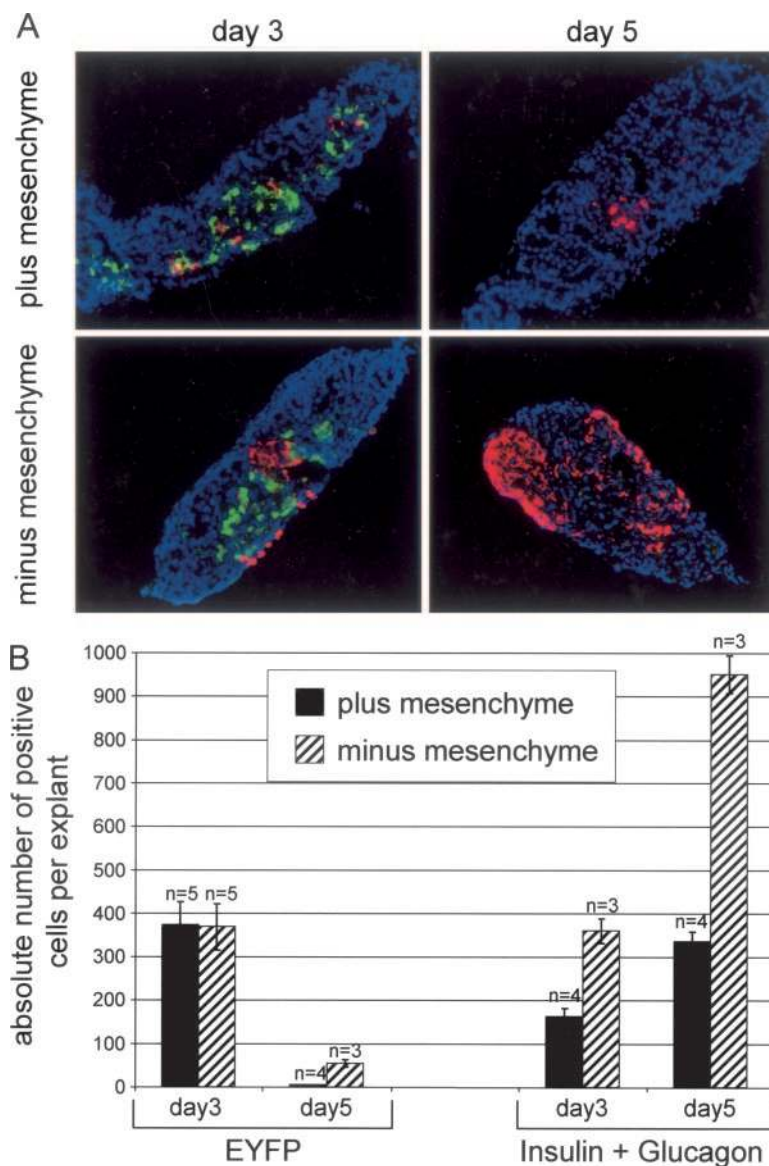 A
day 3 day 5
plus mesenchyme
minus mesenchyme
B
absolute number of positive
cells per explant
1000
900
800
700
600
500
400
300
200
100
0
plus mesenchyme
minus mesenchyme
n=5 n=5
n=4 n=3
n=4 n=3
n=4 n=3
day3 day5 day3 day5
EYFP Insulin + Glucagon